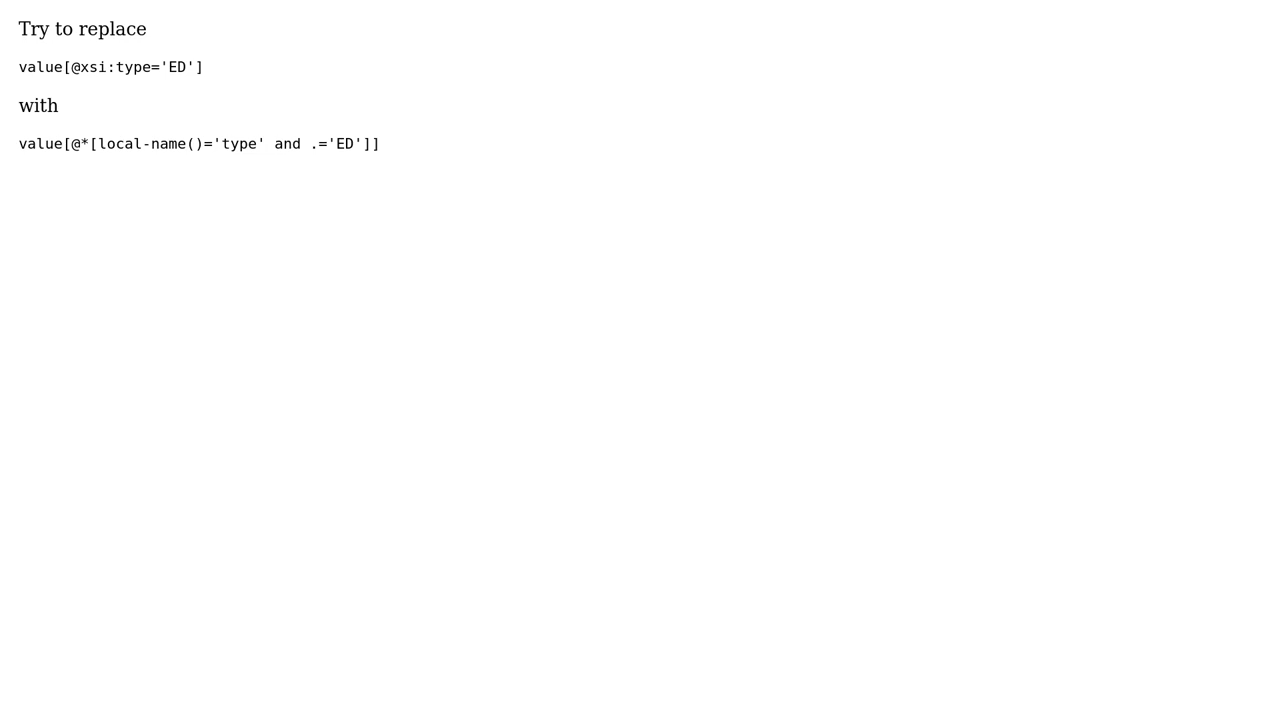 Try to replace
value[@xsi:type='ED']
with
value[@*[local-name()='type' and .='ED']]